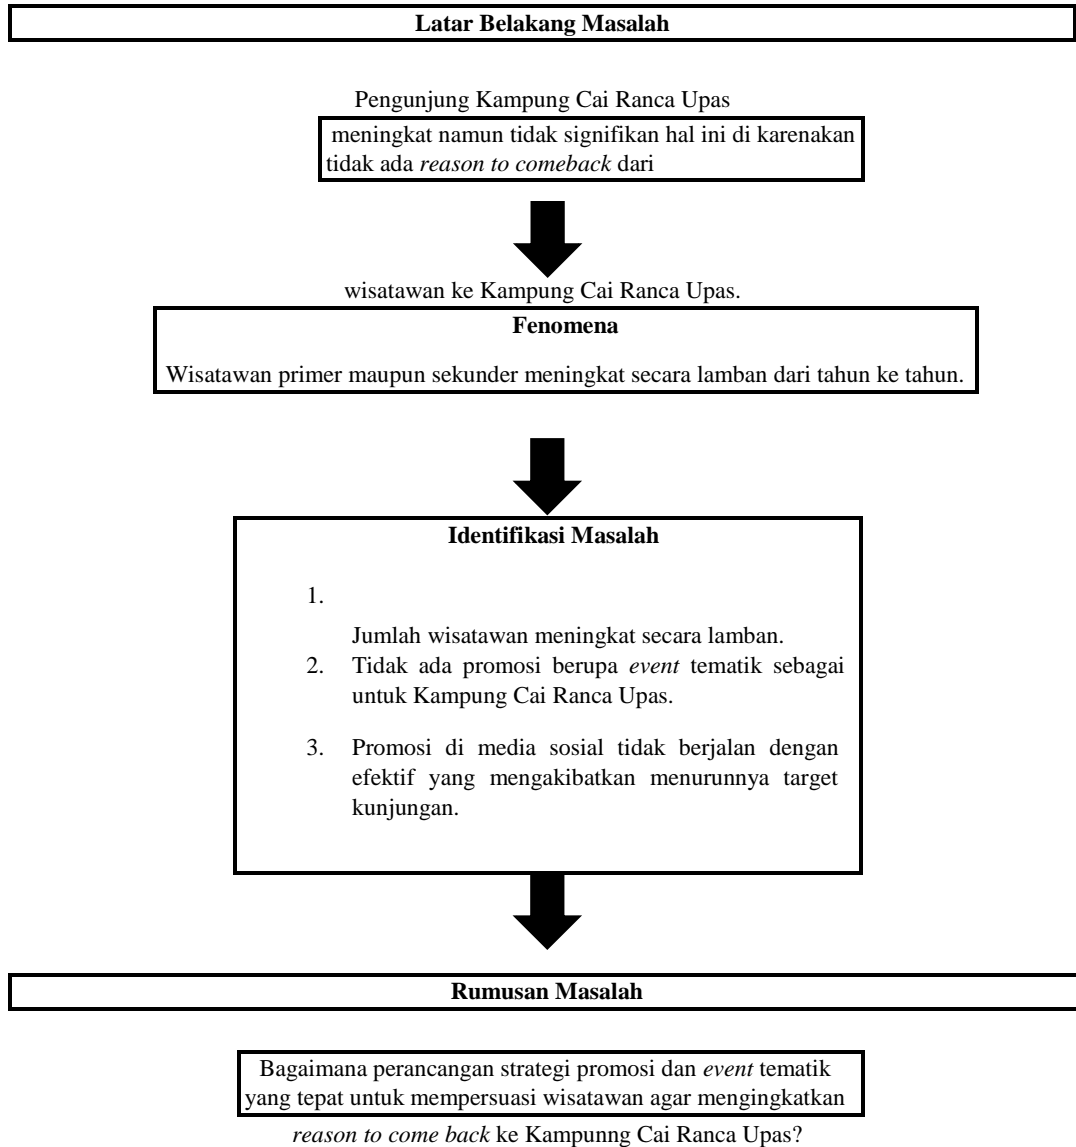 Latar Belakang Masalah
Pengunjung Kampung Cai Ranca Upas
meningkat namun tidak signifikan hal ini di karenakan
tidak ada reason to comeback dari
wisatawan ke Kampung Cai Ranca Upas.
Fenomena
Wisatawan primer maupun sekunder meningkat secara lamban dari tahun ke tahun.
Identifikasi Masalah
1.
Jumlah wisatawan meningkat secara lamban.
2. Tidak ada promosi berupa event tematik sebagai
untuk Kampung Cai Ranca Upas.
3. Promosi di media sosial tidak berjalan dengan
efektif yang mengakibatkan menurunnya target
kunjungan.
Rumusan Masalah
Bagaimana perancangan strategi promosi dan event tematik
yang tepat untuk mempersuasi wisatawan agar mengingkatkan
reason to come back ke Kampunng Cai Ranca Upas?